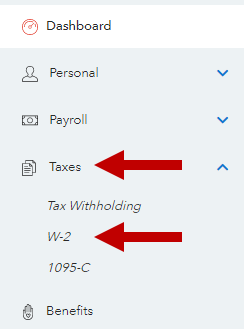 Dashboard
Personal
Payroll
Taxes
Tax Withholding
W-2
1095-C
Benefits